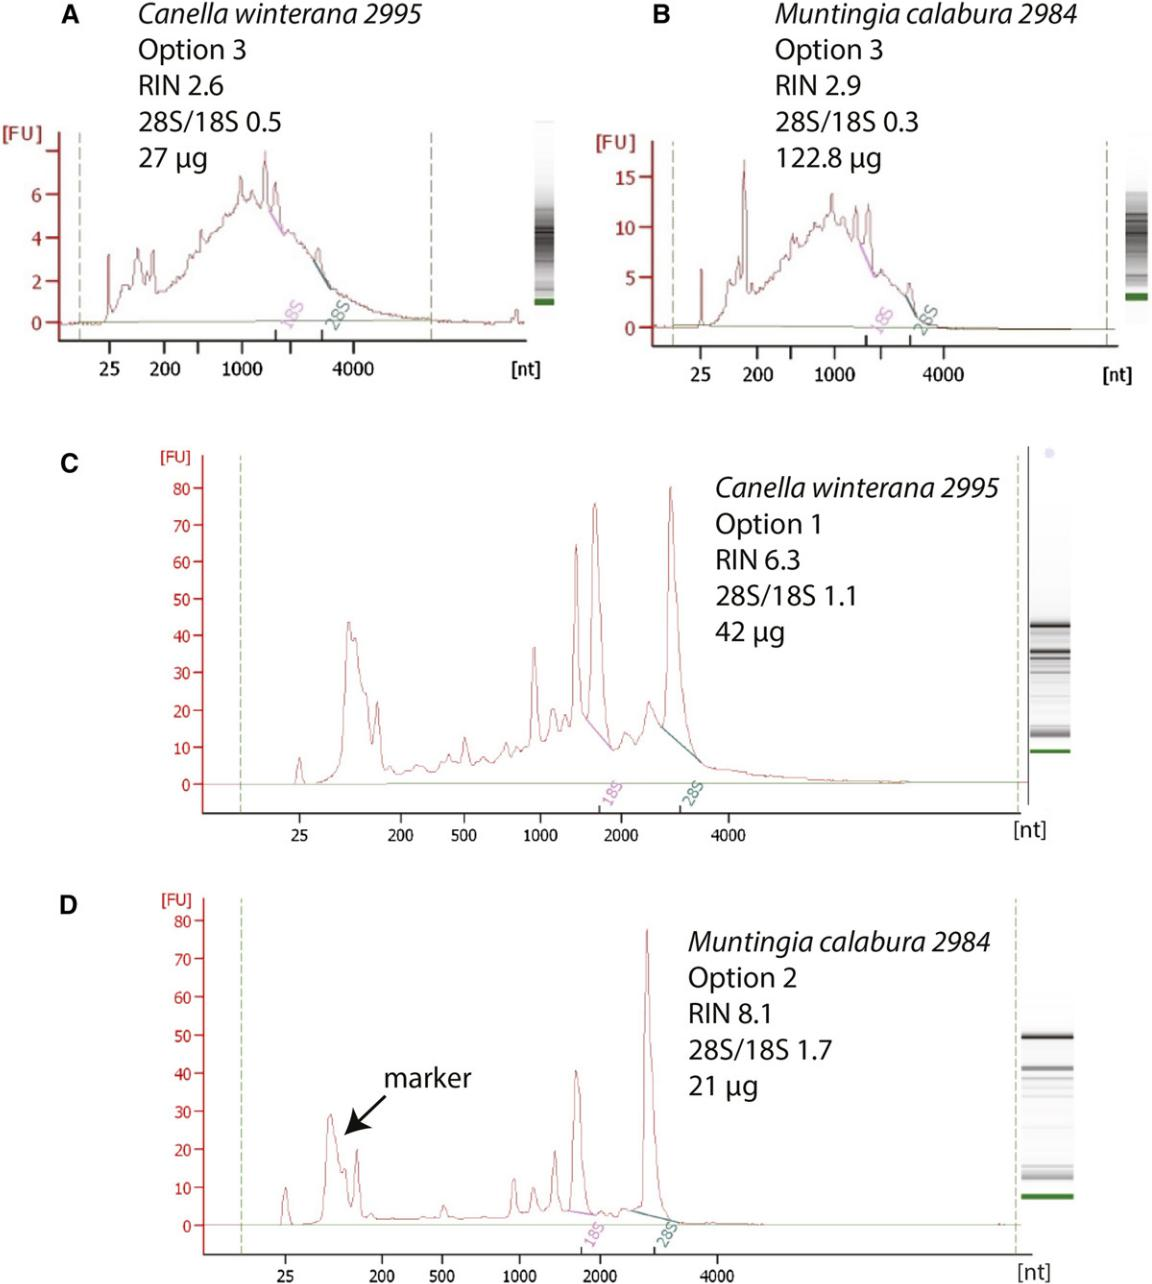 A
Canella winterana 2995
Option 3
RIN 2.6
28S/18S 0.5
27 µg
[FU]
6
4
2
0
18S
28S
25 200 1000 4000 [nt]
B
Muntingia calabura 2984
Option 3
RIN 2.9
28S/18S 0.3
122.8 µg
[FU]
15
10
5
0
18S
28S
25 200 1000 4000 [nt]
C
Canella winterana 2995
Option 1
RIN 6.3
28S/18S 1.1
42 µg
[FU]
80
70
60
50
40
30
20
10
0
18S
28S
25 200 500 1000 2000 4000 [nt]
D
Muntingia calabura 2984
Option 2
RIN 8.1
28S/18S 1.7
21 µg
marker
[FU]
80
70
60
50
40
30
20
10
0
18S
28S
25 200 500 1000 2000 4000 [nt]